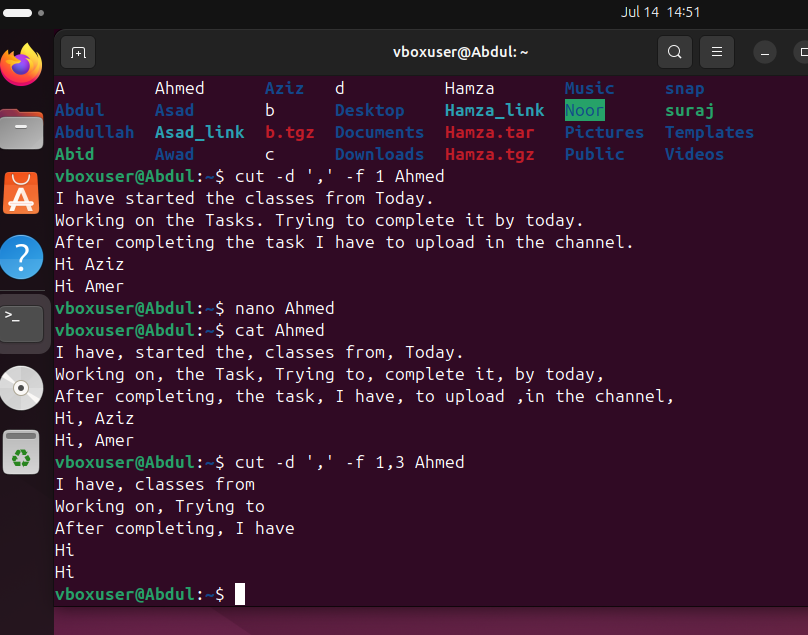 Jul 14 14:51
vboxuser@Abdul: ~
A Ahmed Aziz d Hamza Music snap
Abdul Asad b Desktop Hamza_link Noor suraj
Abdullah Asad_link b.tgz Documents Hamza.tar Pictures Templates
Abid Awad c Downloads Hamza.tgz Public Videos
vboxuser@Abdul:~$ cut -d ',' -f 1 Ahmed
I have started the classes from Today.
Working on the Tasks. Trying to complete it by today.
After completing the task I have to upload in the channel.
Hi Aziz
Hi Amer
vboxuser@Abdul:~$ nano Ahmed
vboxuser@Abdul:~$ cat Ahmed
I have, started the, classes from, Today.
Working on, the Task, Trying to, complete it, by today,
After completing, the task, I have, to upload ,in the channel,
Hi, Aziz
Hi, Amer
vboxuser@Abdul:~$ cut -d ',' -f 1,3 Ahmed
I have, classes from
Working on, Trying to
After completing, I have
Hi
Hi
vboxuser@Abdul:~$